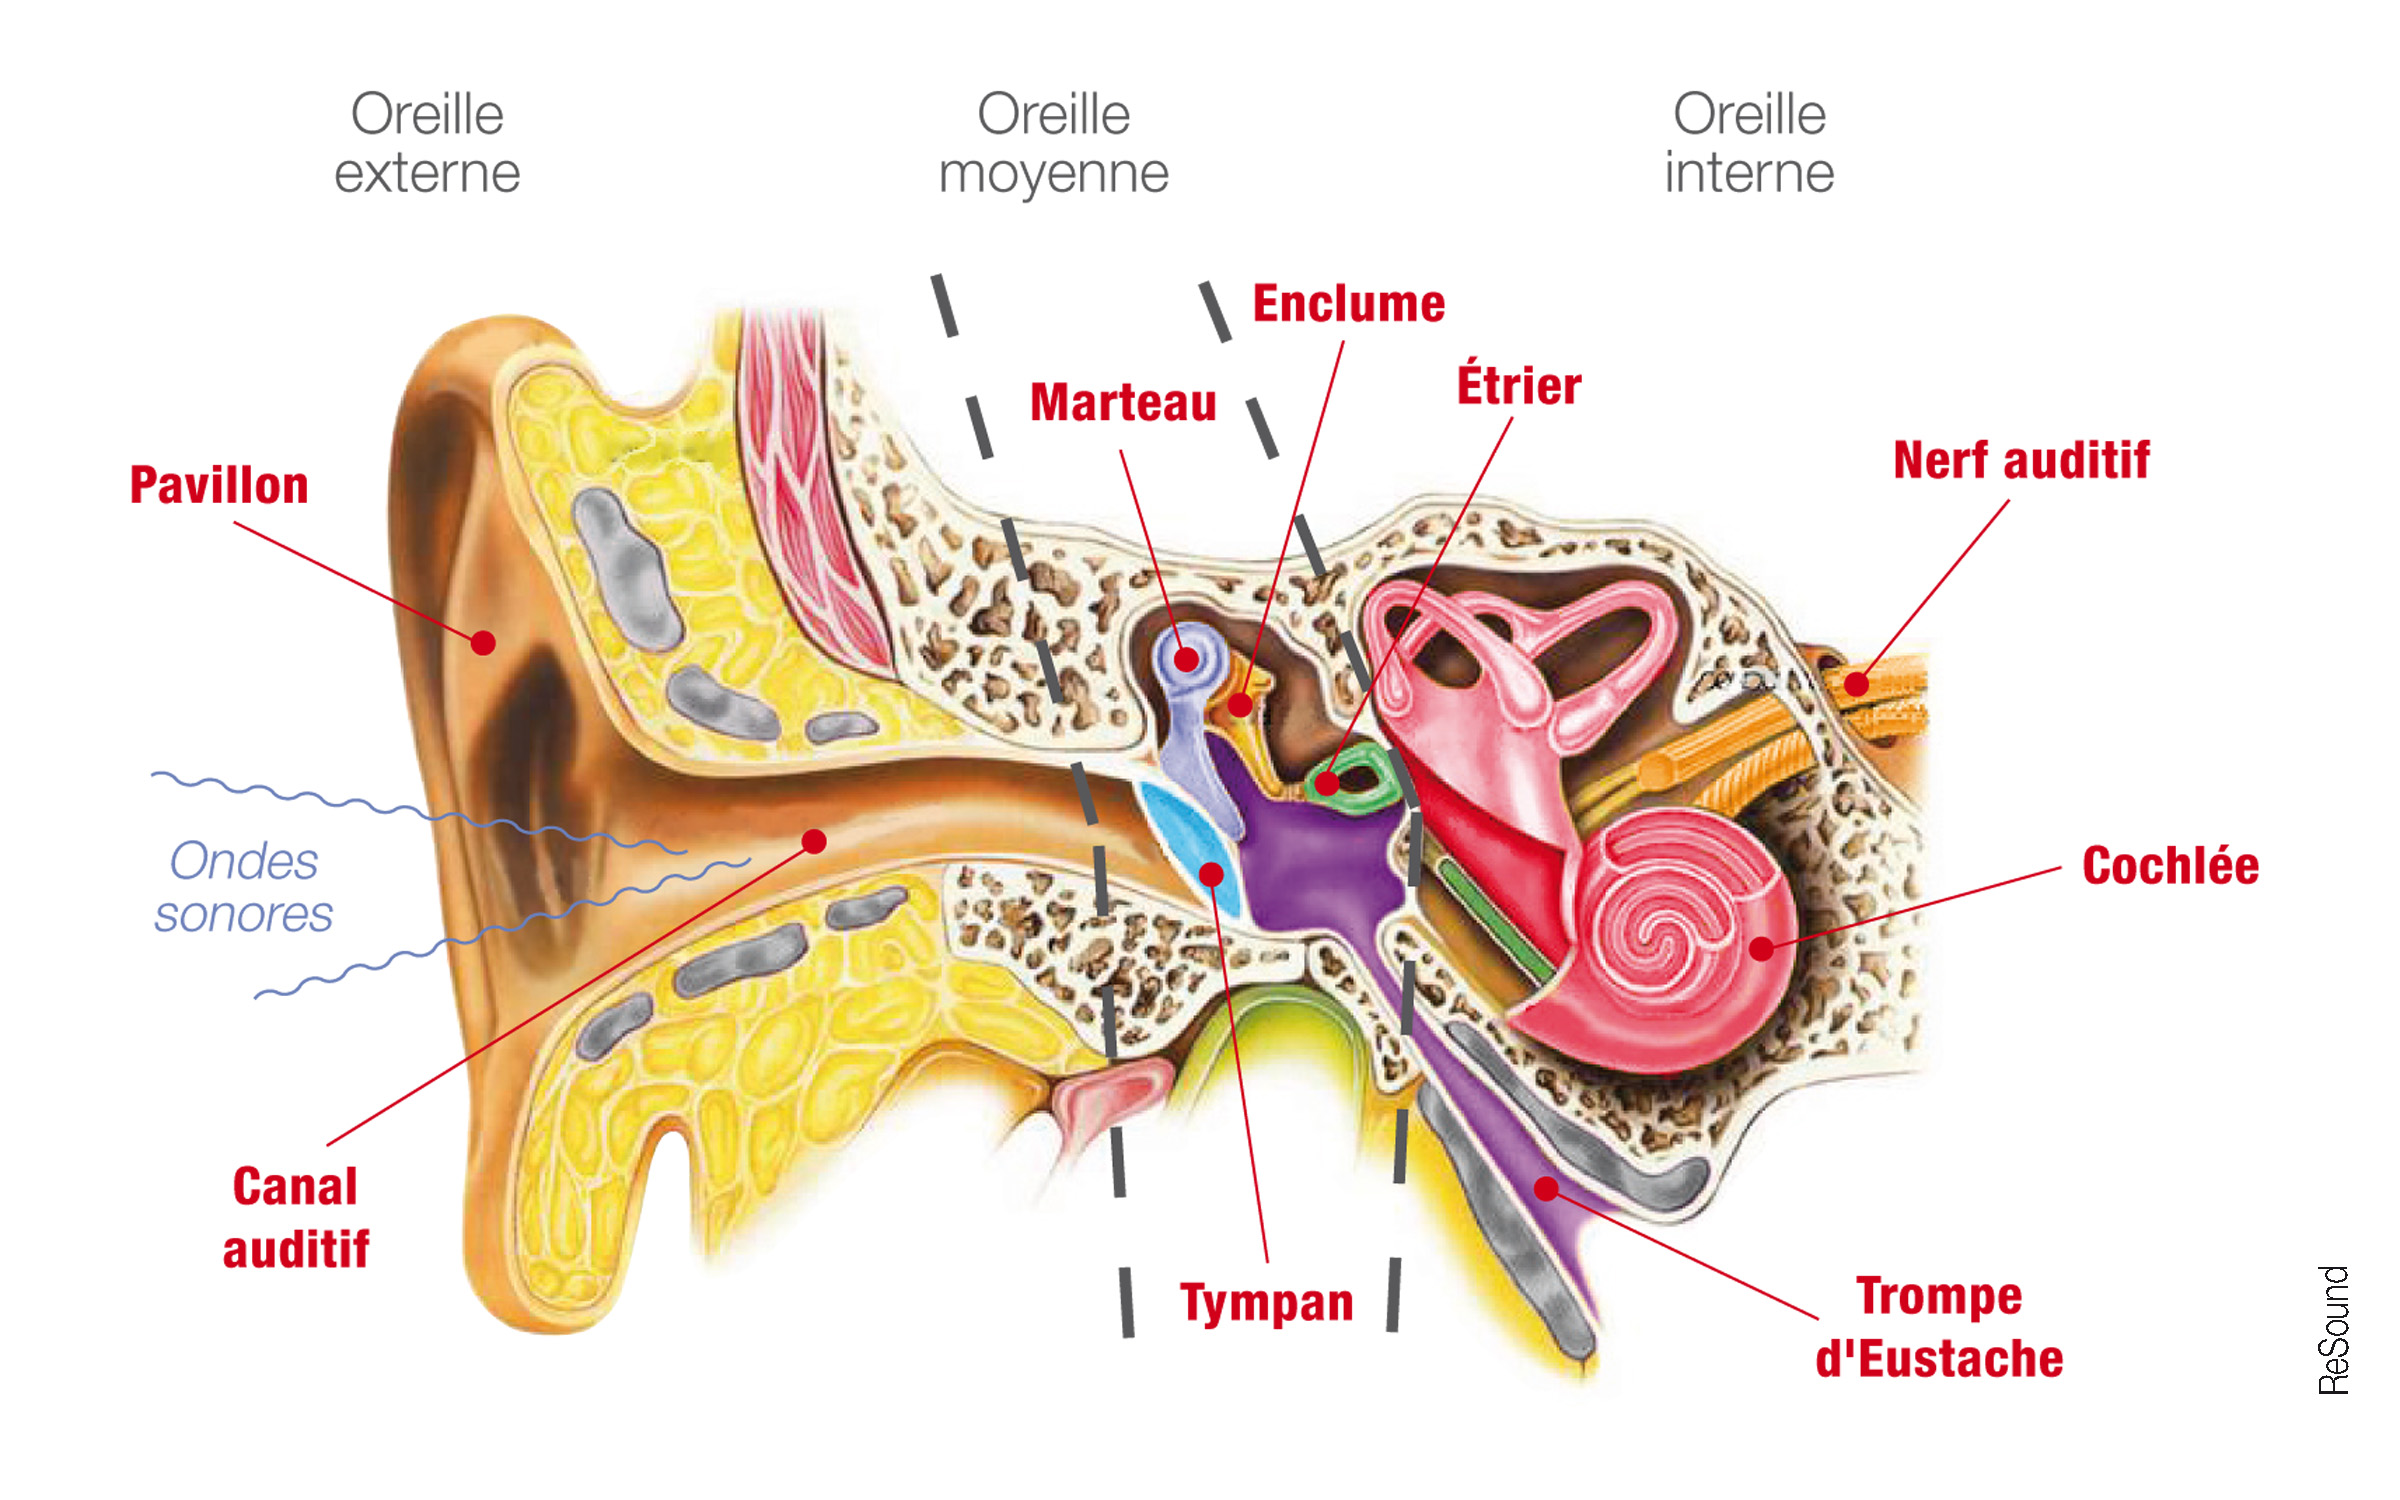 Oreille
externe
Oreille
moyenne
Oreille
interne
Enclume
Étrier
Marteau
Nerf auditif
Pavillon
Ondes
sonores
Cochlée
Canal
auditif
Tympan
Trompe
d'Eustache
ReSound